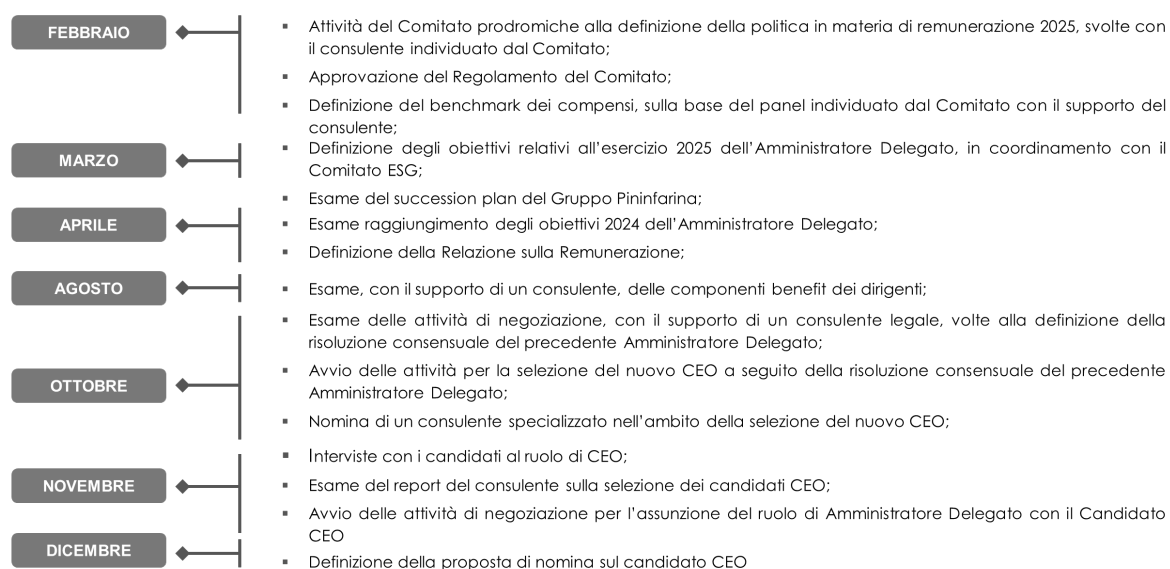 FEBBRAIO
▪ Attività del Comitato prodromiche alla definizione della politica in materia di remunerazione 2025, svolte con
il consulente individuato dal Comitato;
▪ Approvazione del Regolamento del Comitato;
▪ Definizione del benchmark dei compensi, sulla base del panel individuato dal Comitato con il supporto del
consulente;
MARZO
▪ Definizione degli obiettivi relativi all’esercizio 2025 dell’Amministratore Delegato, in coordinamento con il
Comitato ESG;
▪ Esame del succession plan del Gruppo Pininfarina;
APRILE
▪ Esame raggiungimento degli obiettivi 2024 dell’Amministratore Delegato;
▪ Definizione della Relazione sulla Remunerazione;
AGOSTO
▪ Esame, con il supporto di un consulente, delle componenti benefit dei dirigenti;
OTTOBRE
▪ Esame delle attività di negoziazione, con il supporto di un consulente legale, volte alla definizione della
risoluzione consensuale del precedente Amministratore Delegato;
▪ Avvio delle attività per la selezione del nuovo CEO a seguito della risoluzione consensuale del precedente
Amministratore Delegato;
▪ Nomina di un consulente specializzato nell’ambito della selezione del nuovo CEO;
NOVEMBRE
▪ Interviste con i candidati al ruolo di CEO;
▪ Esame del report del consulente sulla selezione dei candidati CEO;
▪ Avvio delle attività di negoziazione per l’assunzione del ruolo di Amministratore Delegato con il Candidato
CEO
DICEMBRE
▪ Definizione della proposta di nomina sul candidato CEO